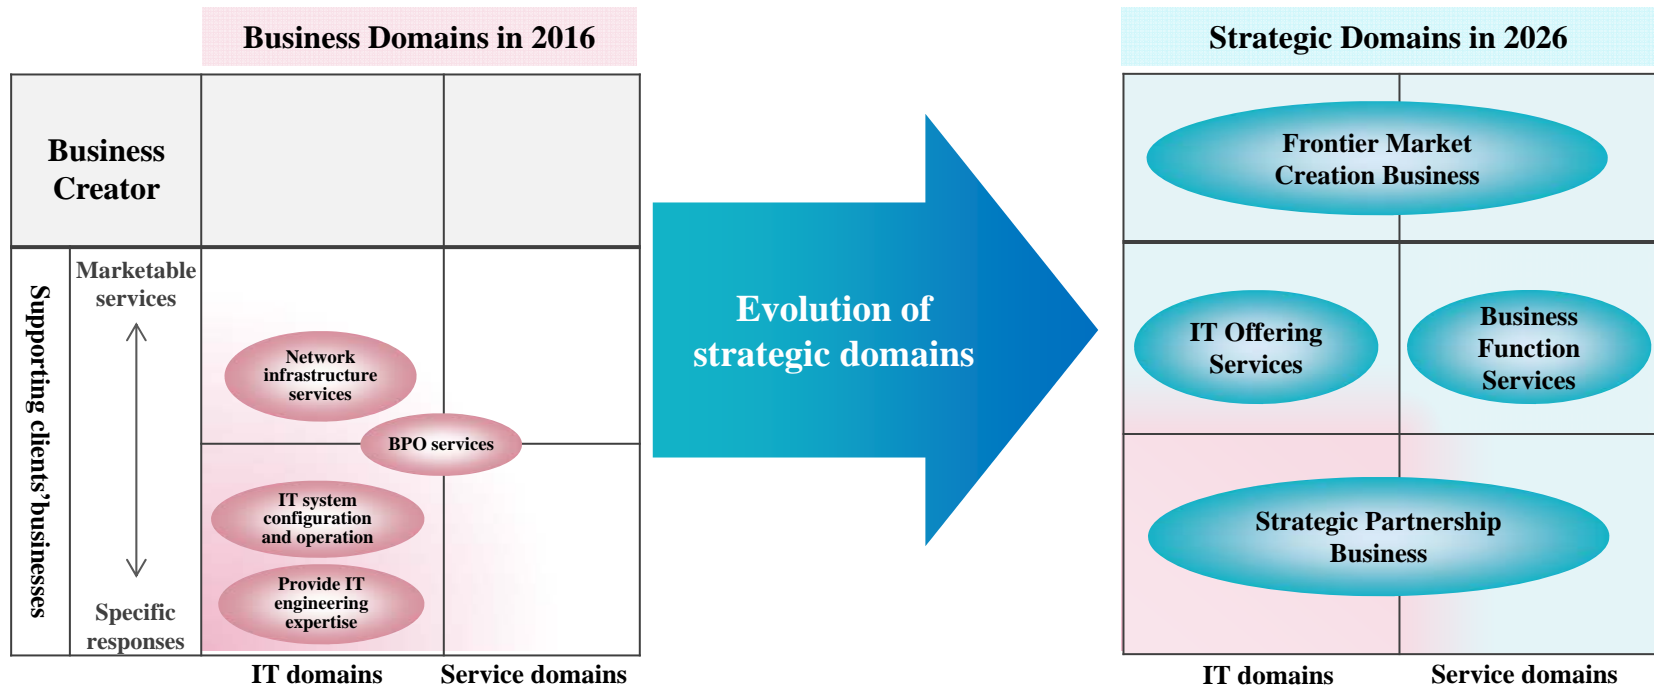 Business Domains in 2016
Business
Creator
Supporting clients'businesses
Marketable
services
Specific
responses
Network
infrastructure
services
BPO services
IT system
configuration
and operation
Provide IT
engineering
expertise
IT domains
Service domains
Evolution of
strategic domains
Strategic Domains in 2026
Frontier Market
Creation Business
IT Offering
Services
Business
Function
Services
Strategic Partnership
Business
IT domains
Service domains